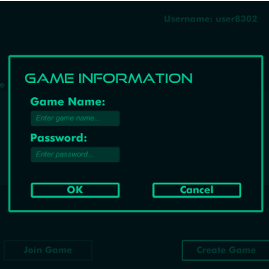 Username: user8302
GAME INFORMATION
Game Name:
Enter game name...
Password:
Enter password...
OK
Cancel
Join Game
Create Game